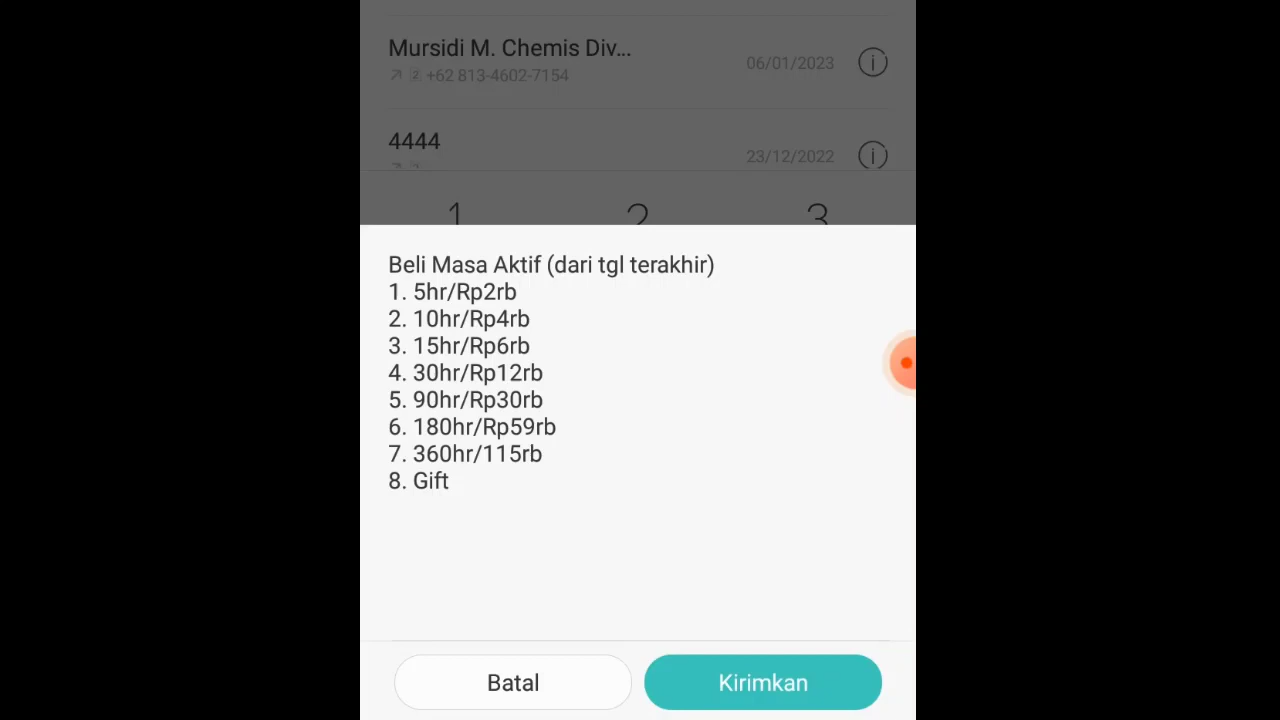 Mursidi M. Chemis Div...
2 +62 813-4602-7154
06/01/2023
4444
23/12/2022
1 2 3
Beli Masa Aktif (dari tgl terakhir)
1. 5hr/Rp2rb
2. 10hr/Rp4rb
3. 15hr/Rp6rb
4. 30hr/Rp12rb
5. 90hr/Rp30rb
6. 180hr/Rp59rb
7. 360hr/115rb
8. Gift
Batal
Kirimkan